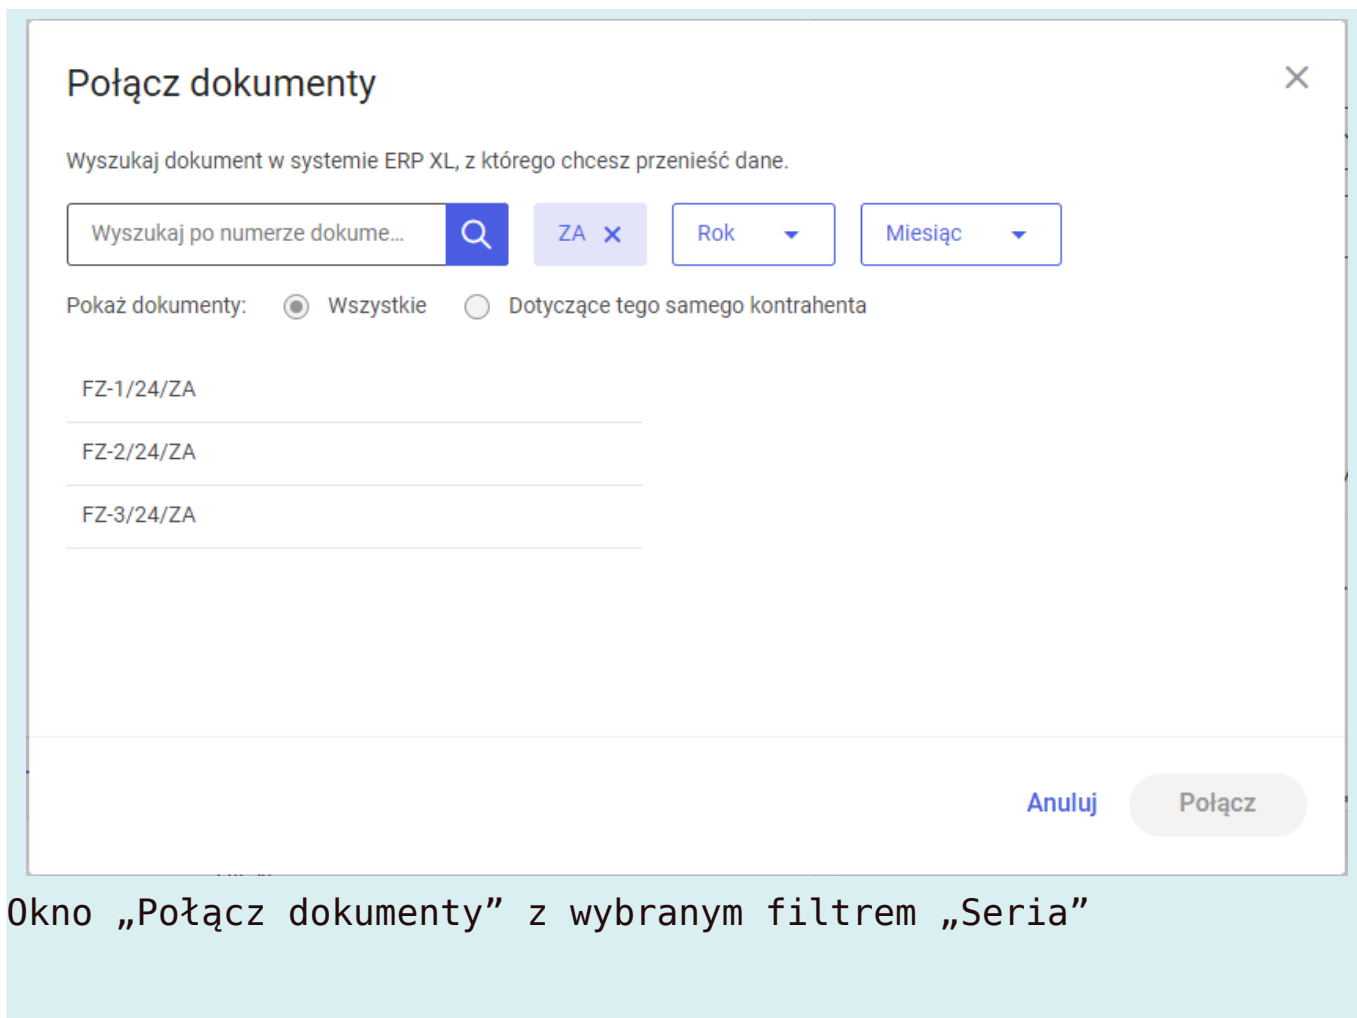 Połącz dokumenty
Wyszukaj dokument w systemie ERP XL, z którego chcesz przenieść dane.
Wyszukaj po numerze dokume...
ZA
Rok
Miesiąc
Pokaż dokumenty: Wszystkie Dotyczące tego samego kontrahenta
FZ-1/24/ZA
FZ-2/24/ZA
FZ-3/24/ZA
Anuluj
Połącz
Okno „Połącz dokumenty” z wybranym filtrem „Seria”